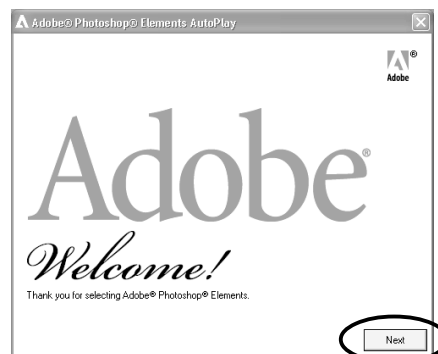 Adobe® Photoshop® Elements AutoPlay
®
Adobe
Adobe®
Welcome!
Thank you for selecting Adobe® Photoshop® Elements.
Next